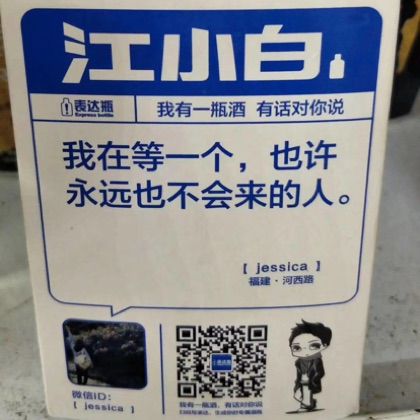 江小白
表达瓶
Express bottle
我有一瓶酒 有话对你说
我在等一个，也许
永远也不会来的人。
【 jessica 】
福建·河西路
微信iD：
【 jessica 】
我有一瓶酒，有话对你说